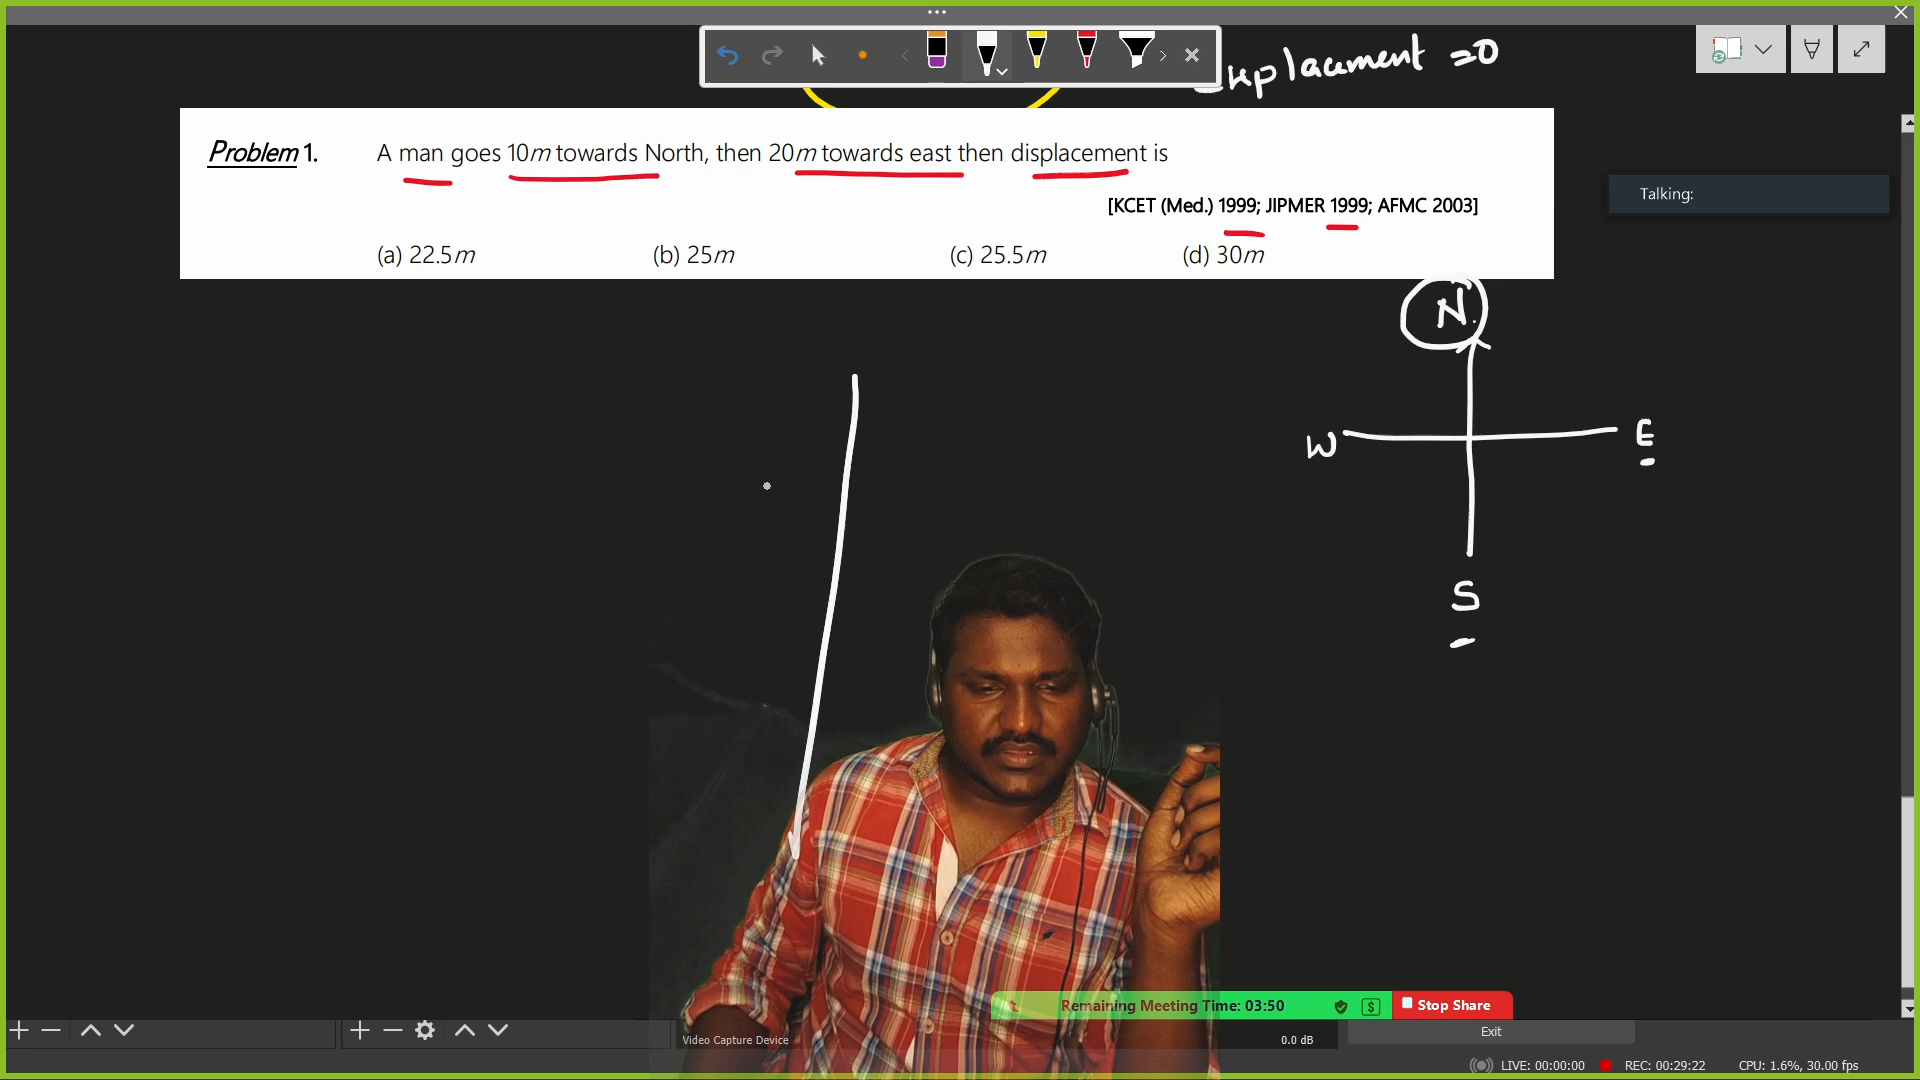 =0
Problem 1. A man goes 10m towards North, then 20m towards east then displacement is
[KCET (Med.) 1999; JIPMER 1999; AFMC 2003]
(a) 22.5m (b) 25m (c) 25.5m (d) 30m
Talking:
N
W E
S
Remaining Meeting Time: 03:50 Stop Share
Video Capture Device 0.0 dB Exit
LIVE: 00:00:00 REC: 00:29:22 CPU: 1.6%, 30.00 fps